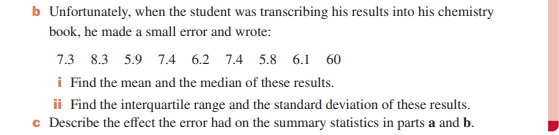 b Unfortunately, when the student was transcribing his results into his chemistry
book, he made a small error and wrote:
7.3 8.3 5.9 7.4 6.2 7.4 5.8 6.1 60
i Find the mean and the median of these results.
ii Find the interquartile range and the standard deviation of these results.
c Describe the effect the error had on the summary statistics in parts a and b.